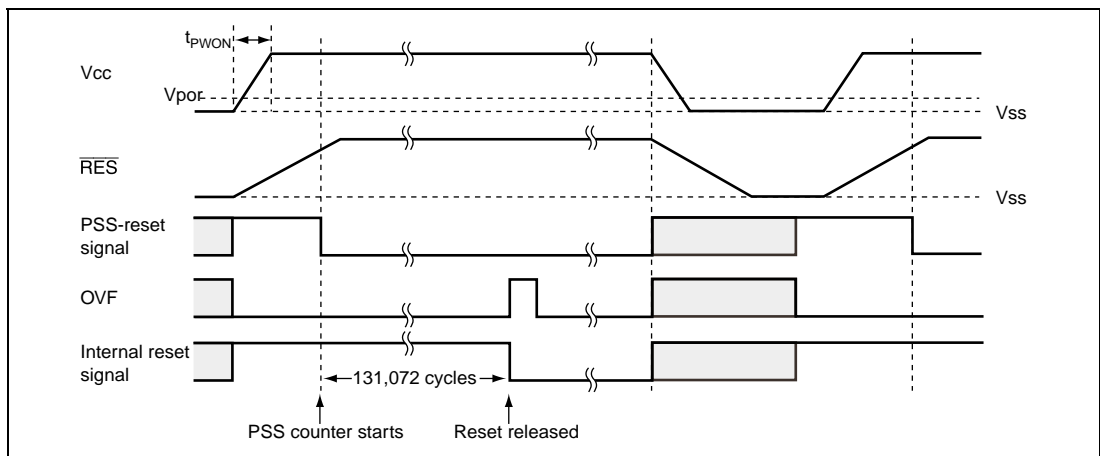 tPWON
Vcc
Vpor
Vss
RES
Vss
PSS-reset
signal
OVF
Internal reset
signal
131,072 cycles
PSS counter starts
Reset released